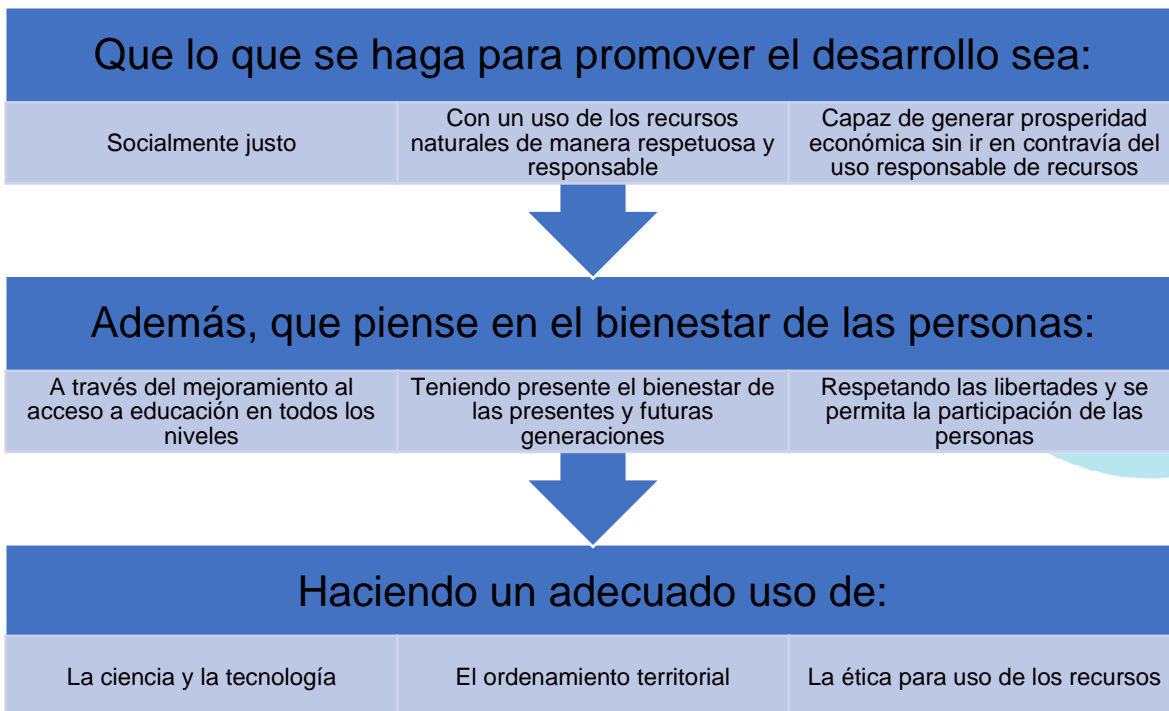 Que lo que se haga para promover el desarrollo sea:
Socialmente justo
Con un uso de los recursos
naturales de manera respetuosa y
responsable
Capaz de generar prosperidad
económica sin ir en contravía del
uso responsable de recursos
Además, que piense en el bienestar de las personas:
A través del mejoramiento al
acceso a educación en todos los
niveles
Teniendo presente el bienestar de
las presentes y futuras
generaciones
Respetando las libertades y se
permita la participación de las
personas
Haciendo un adecuado uso de:
La ciencia y la tecnología
El ordenamiento territorial
La ética para uso de los recursos